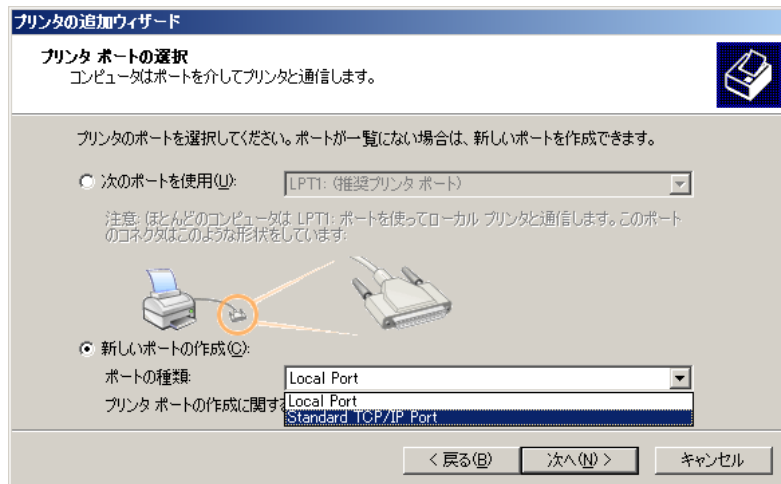 プリンタの追加ウィザード
プリンタ ポートの選択
コンピュータはポートを介してプリンタと通信します。
プリンタのポートを選択してください。ポートが一覧にない場合は、新しいポートを作成できます。
次のポートを使用(U):
LPT1: (推奨プリンタ ポート)
注意: ほとんどのコンピュータは LPT1: ポートを使ってローカル プリンタと通信します。このポート
のコネクタはこのような形状をしています:
新しいポートの作成(C):
ポートの種類:
Local Port
プリンタ ポートの作成に関す
Local Port
Standard TCP/IP Port
< 戻る(B)
次へ(N) >
キャンセル